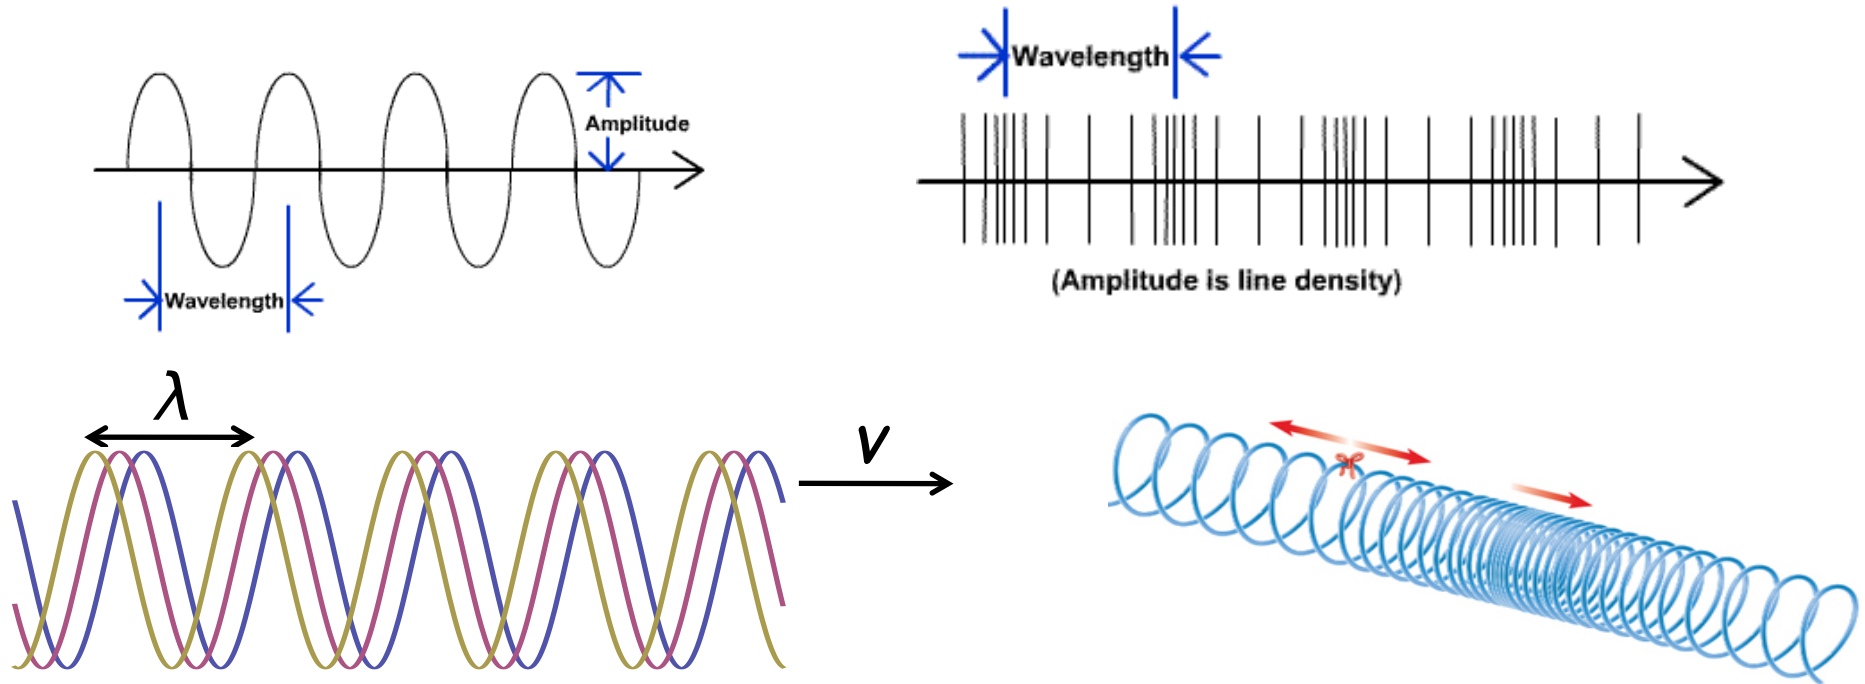 Amplitude
Wavelength
Wavelength
(Amplitude is line density)
λ
v